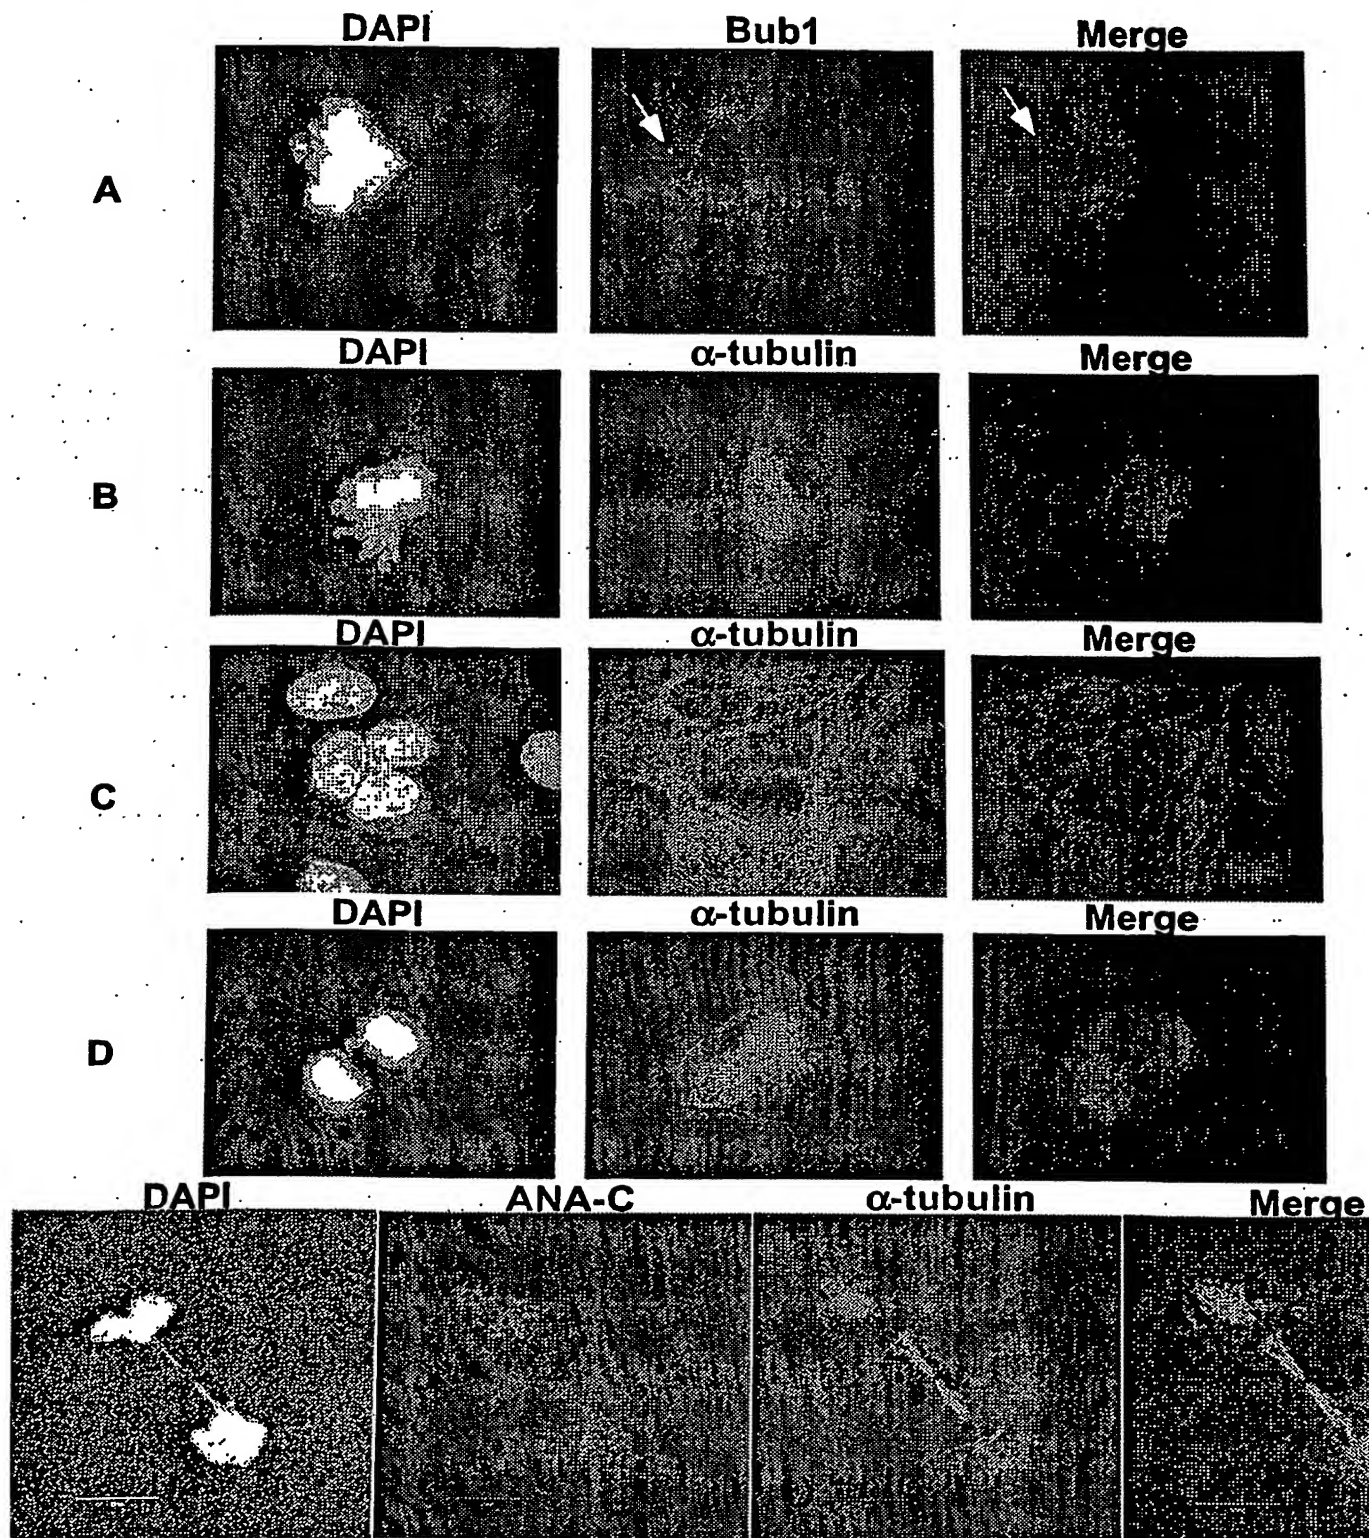 DAPI Bub1 Merge
A
DAPI α-tubulin Merge
B
DAPI α-tubulin Merge
C
DAPI α-tubulin Merge
D
DAPI ANA-C α-tubulin Merge